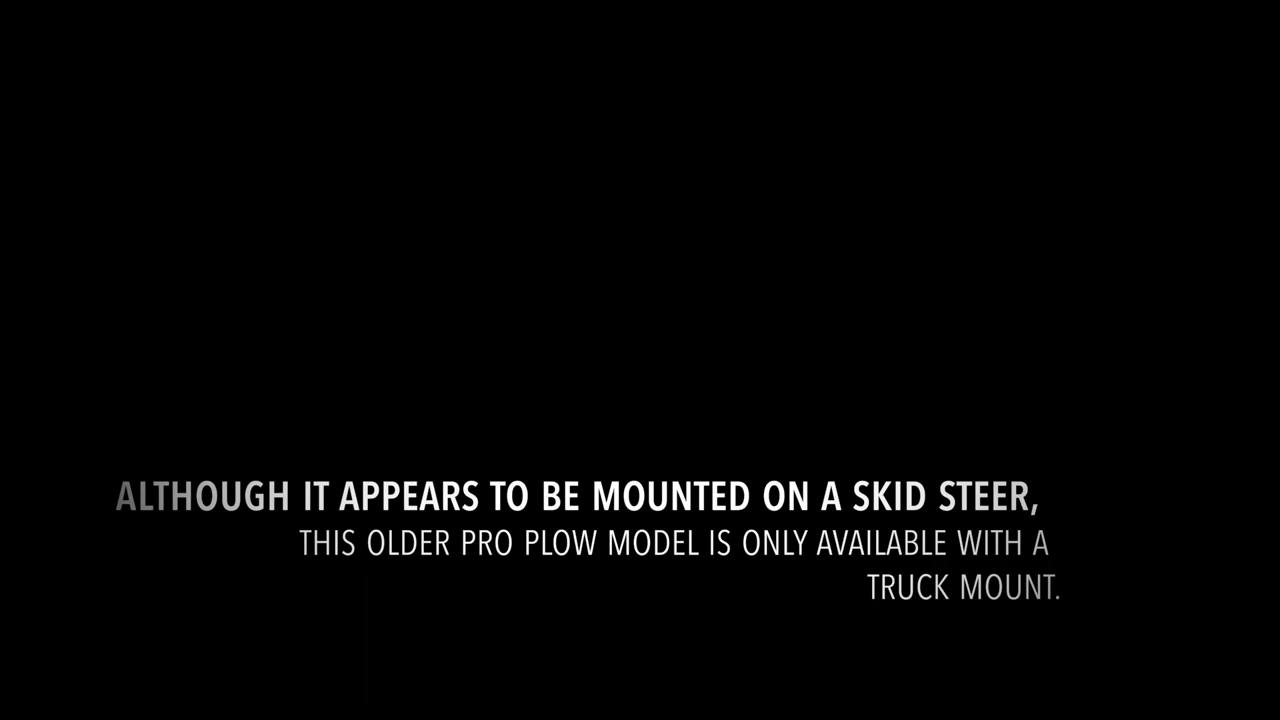 ALTHOUGH IT APPEARS TO BE MOUNTED ON A SKID STEER,
THIS OLDER PRO PLOW MODEL IS ONLY AVAILABLE WITH A
TRUCK MOUNT.